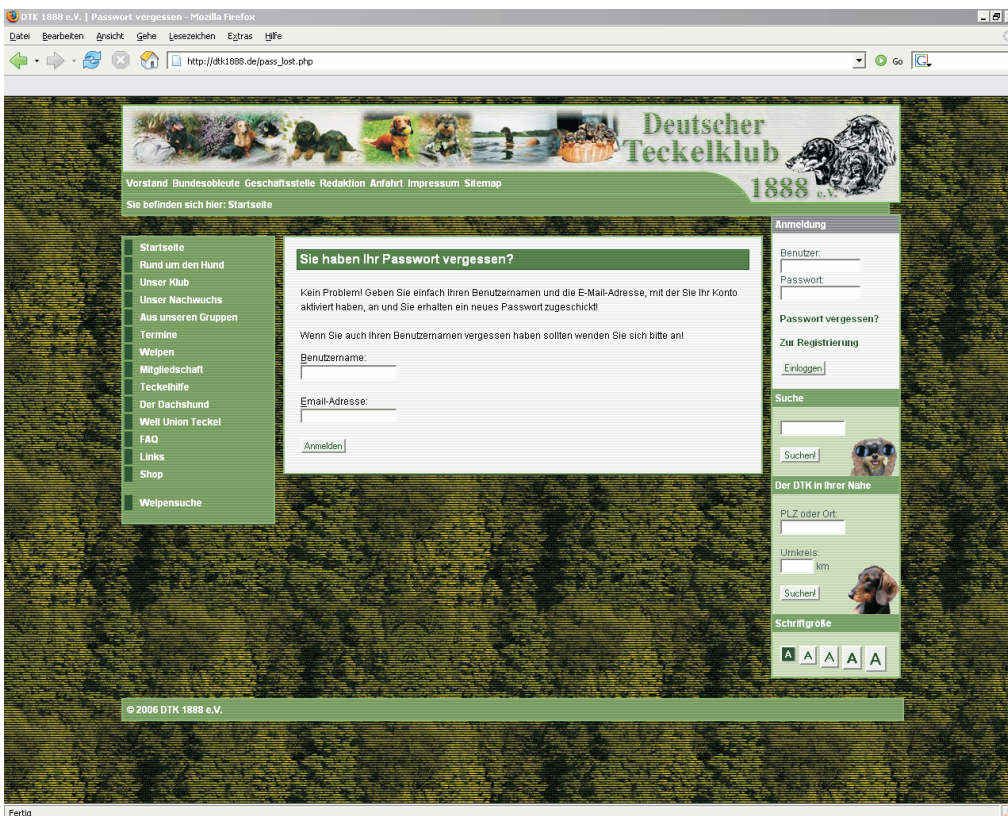 DTK 1888 e.V. | Passwort vergessen - Mozilla Firefox
Datei Bearbeiten Ansicht Gehe Lesezeichen Extras Hilfe
http://dtk1888.de/pass_lost.php
Go
G
Deutscher
Teckelklub
1888 e.V.
Vorstand Bundesobleute Geschäftsstelle Redaktion Anfahrt Impressum Sitemap
Sie befinden sich hier: Startseite
Startseite
Rund um den Hund
Unser Klub
Unser Nachwuchs
Aus unseren Gruppen
Termine
Welpen
Mitgliedschaft
Teckelhilfe
Der Dachshund
Welt Union Teckel
FAQ
Links
Shop
Welpensuche
Sie haben Ihr Passwort vergessen?
Kein Problem! Geben Sie einfach Ihren Benutzernamen und die E-Mail-Adresse, mit der Sie Ihr Konto
aktiviert haben, an und Sie erhalten ein neues Passwort zugeschickt!
Wenn Sie auch Ihren Benutzernamen vergessen haben sollten wenden Sie sich bitte an!
Benutzername:
Email-Adresse:
Anmelden
Anmeldung
Benutzer:
Passwort:
Passwort vergessen?
Zur Registrierung
Einloggen
Suche
Suchen!
Der DTK in Ihrer Nähe
PLZ oder Ort:
Umkreis:
km
Suchen!
Schriftgröße
A A A A A
© 2006 DTK 1888 e.V.
Fertig